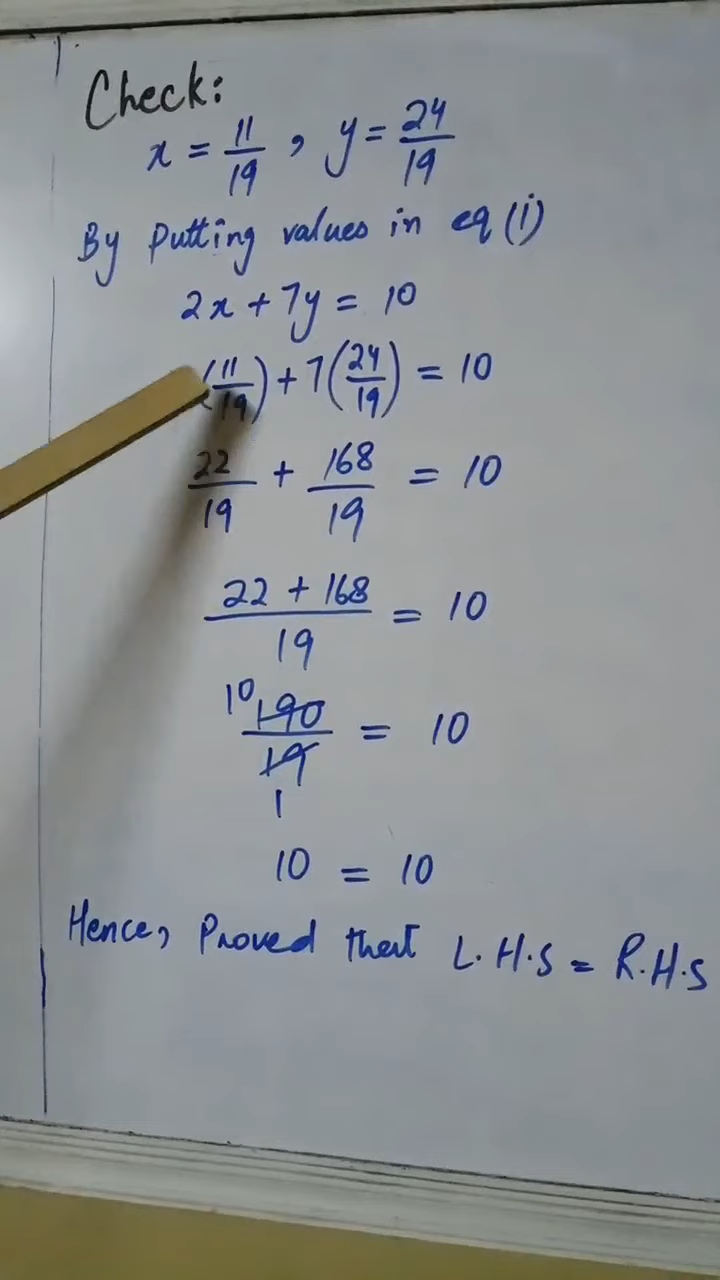 Check:
x = 11/19 , y = 24/19
By Putting values in eq (i)
2x + 7y = 10
(11/19) + 7(24/19) = 10
22/19 + 168/19 = 10
22 + 168/19 = 10
10 190/19 1 = 10
10 = 10
Hence, Proved that L.H.S = R.H.S